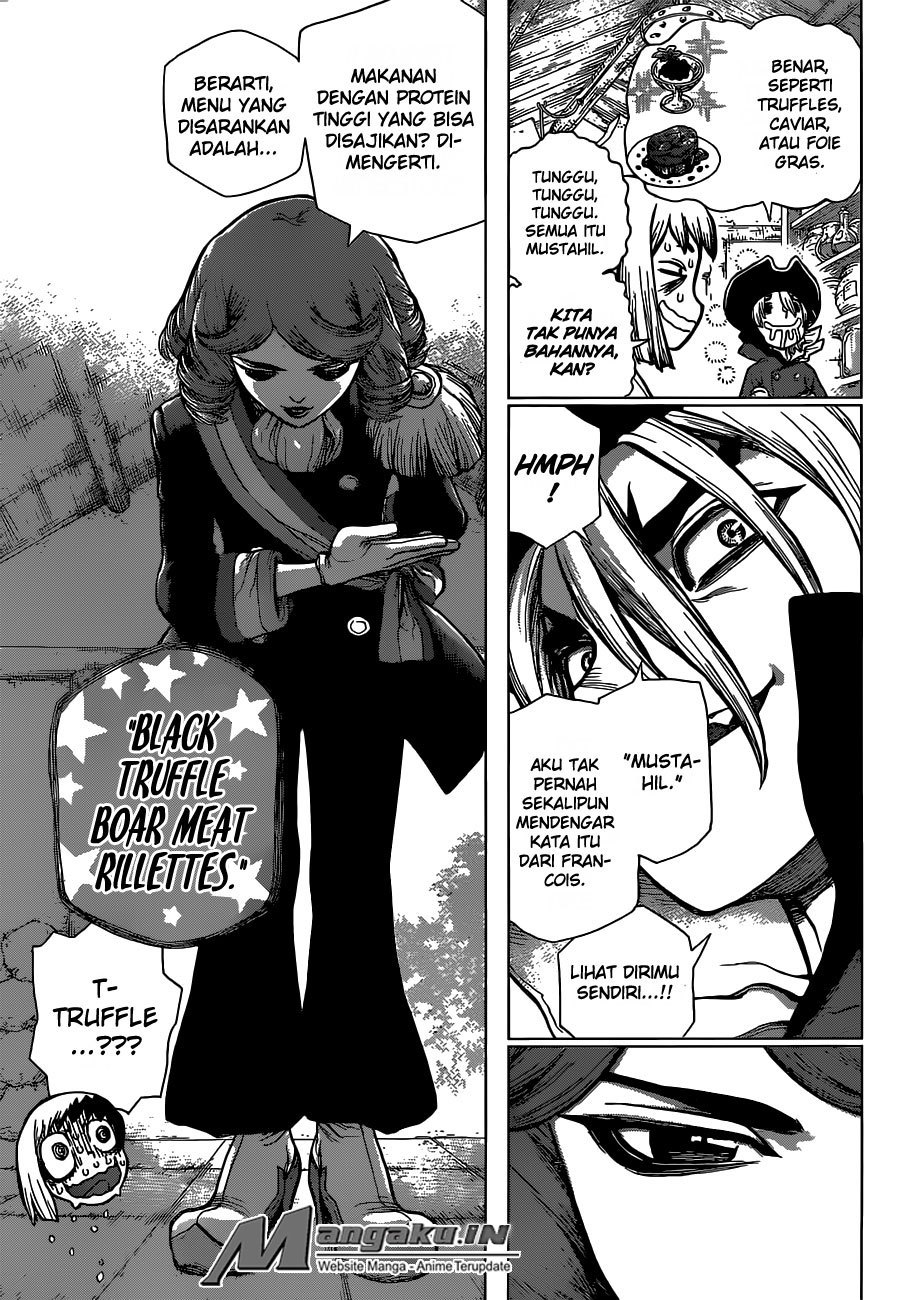 BENAR,
SEPERTI
TRUFFLES,
CAVIAR,
ATAU FOIE
GRAS.
TUNGGU,
TUNGGU,
TUNGGU.
SEMUA ITU
MUSTAHIL.
KITA
TAK PUNYA
BAHANNYA,
KAN?
HMPH
!
"MUSTA-
HIL."
AKU TAK
PERNAH
SEKALIPUN
MENDENGAR
KATA ITU
DARI FRAN-
COIS.
LIHAT DIRIMU
SENDIRI...!!
MAKANAN
DENGAN PROTEIN
TINGGI YANG BISA
DISAJIKAN? DI-
MENGERTI.
BERARTI,
MENU YANG
DISARANKAN
ADALAH...
"BLACK
TRUFFLE
BOAR MEAT
RILLETTES."
T-
TRUFFLE
...???
Mangaku.iN
Website Manga - Anime Terupdate